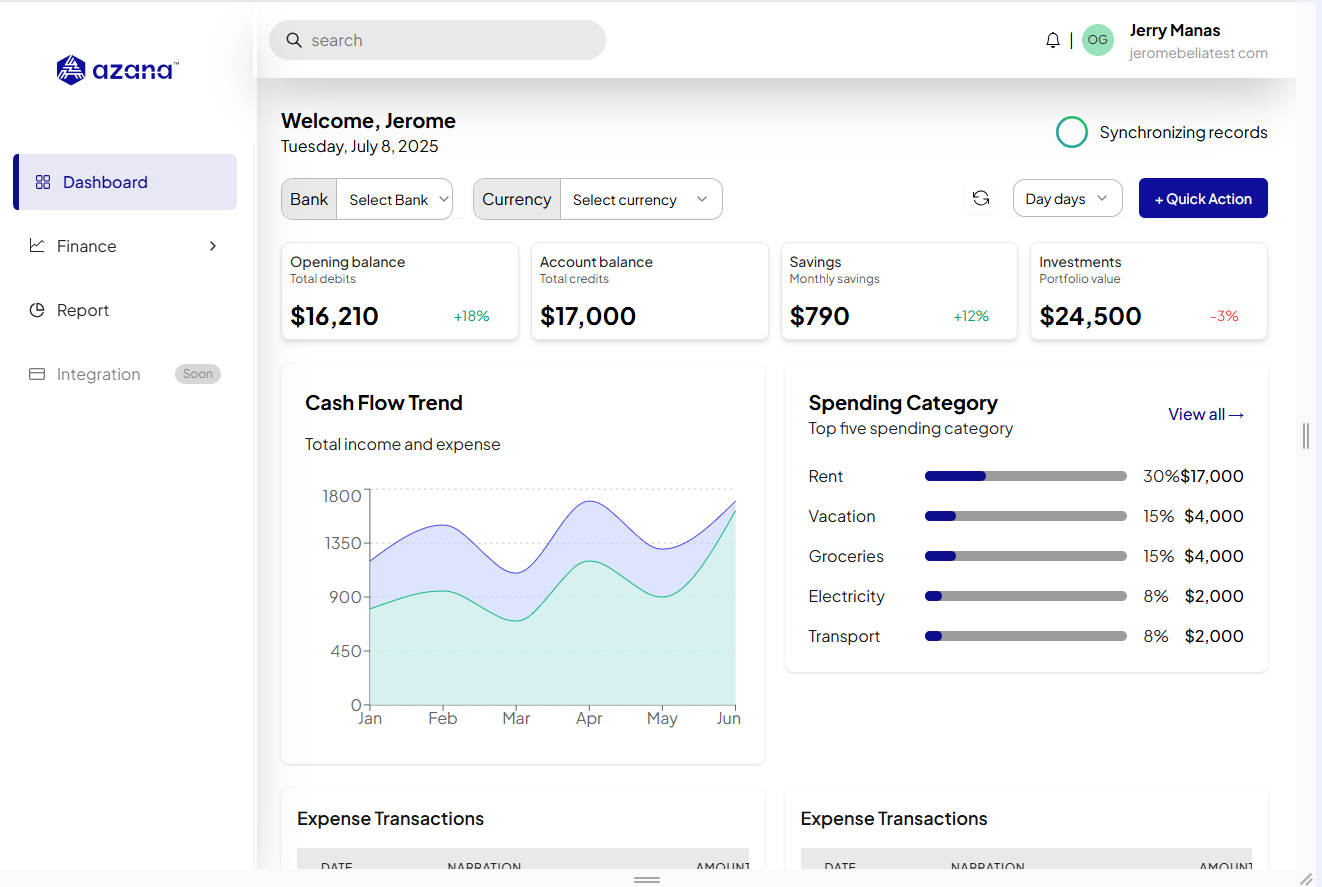 azana™
search
|
OG
Jerry Manas
jeromebeliatest com
Dashboard
Finance
Report
Integration
Soon
Welcome, Jerome
Tuesday, July 8, 2025
Synchronizing records
Bank
Select Bank
Currency
Select currency
Day days
+ Quick Action
Opening balance
Total debits
$16,210
+18%
Account balance
Total credits
$17,000
Savings
Monthly savings
$790
+12%
Investments
Portfolio value
$24,500
-3%
Cash Flow Trend
Total income and expense
1800
1350
900
450
0
Jan Feb Mar Apr May Jun
Spending Category
Top five spending category
View all→
Rent 30%$17,000
Vacation 15% $4,000
Groceries 15% $4,000
Electricity 8% $2,000
Transport 8% $2,000
Expense Transactions
DATE NARRATION AMOUNT
Expense Transactions
DATE NARRATION AMOUNT